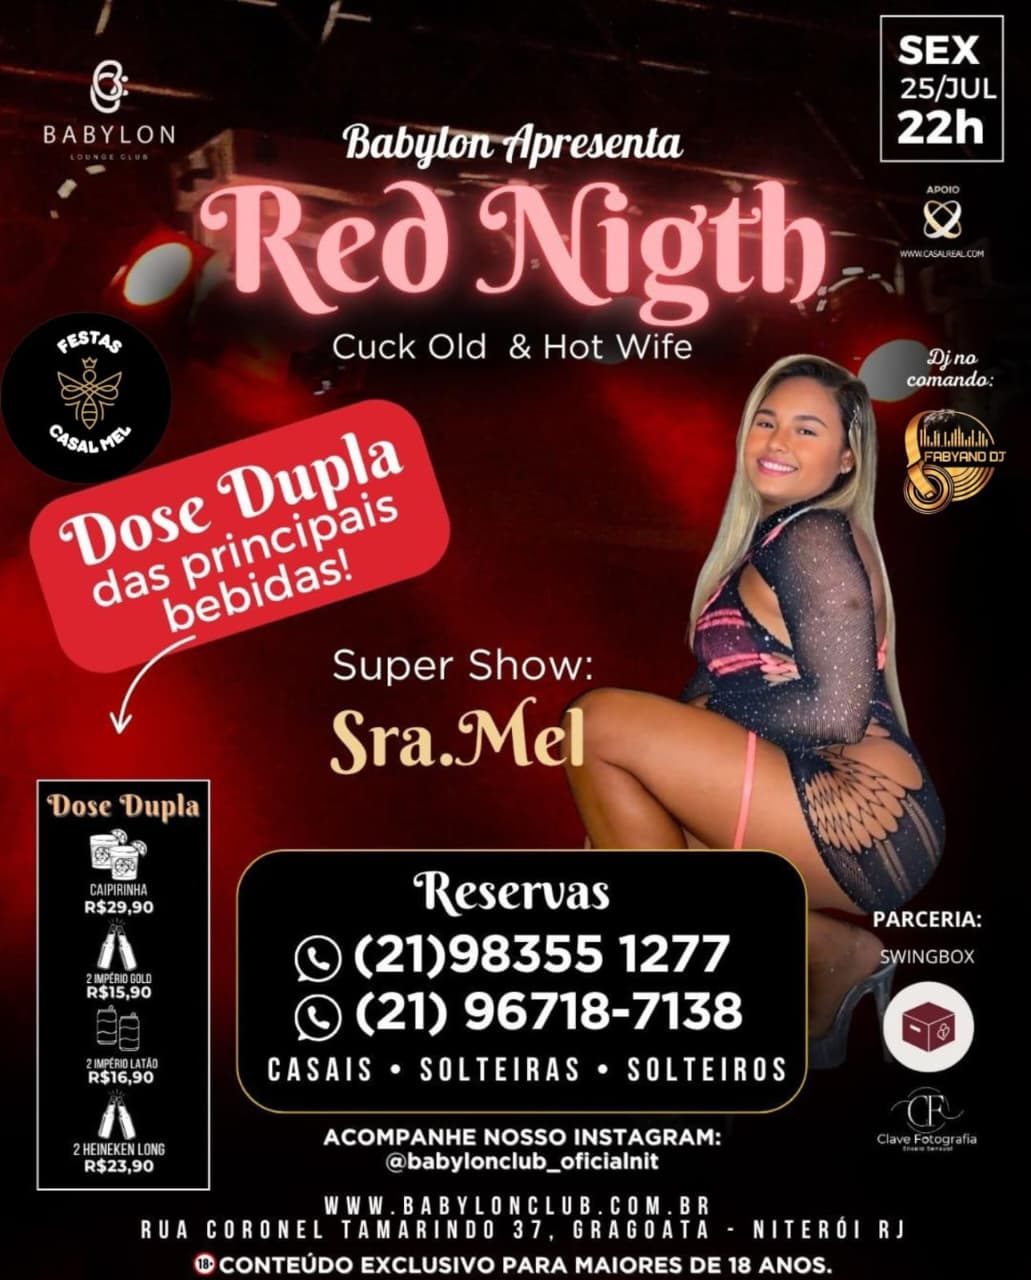 BABYLON
LOUNGE CLUB
SEX
25/JUL
22h
Babylon Apresenta
Red Nigth
Cuck Old & Hot Wife
APOIO
WWW.CASALREAL.COM
FESTAS
CASAL MEL
Dj no
comando:
FABYANO DJ
Dose Dupla
das principais
bebidas!
Super Show:
Sra.Mel
Dose Dupla
CAIPIRINHA
R$29,90
2 IMPÉRIO GOLD
R$15,90
2 IMPÉRIO LATÃO
R$16,90
2 HEINEKEN LONG
R$23,90
Reservas
(21)98355 1277
(21) 96718-7138
CASAIS • SOLTEIRAS • SOLTEIROS
PARCERIA:
SWINGBOX
CF
Clave Fotografia
Ensaio Sensual
ACOMPANHE NOSSO INSTAGRAM:
@babylonclub_oficialnit
WWW.BABYLONCLUB.COM.BR
RUA CORONEL TAMARINDO 37, GRAGOATA - NITERÓI RJ
18+ CONTEÚDO EXCLUSIVO PARA MAIORES DE 18 ANOS.